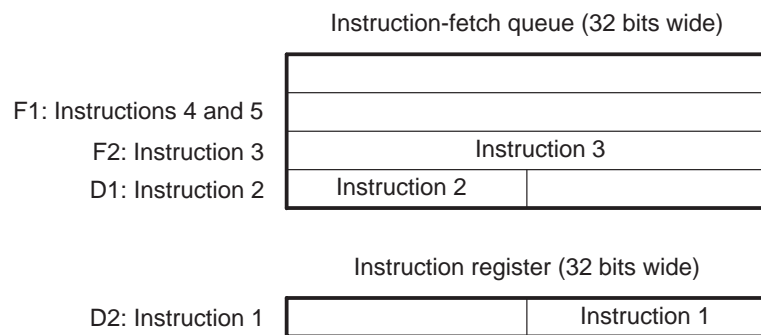 Instruction-fetch queue (32 bits wide)
F1: Instructions 4 and 5
F2: Instruction 3 Instruction 3
D1: Instruction 2 Instruction 2
Instruction register (32 bits wide)
D2: Instruction 1 Instruction 1